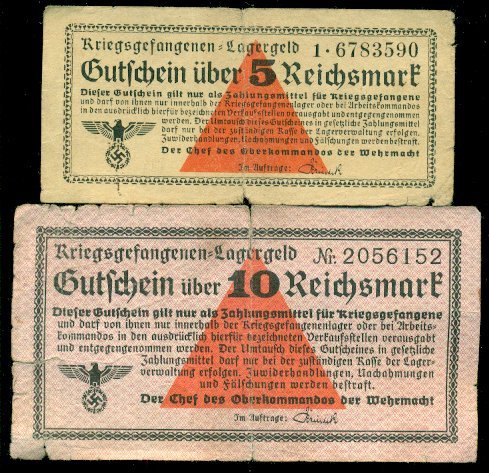 Kriegsgefangenen-Lagergeld 1·6783590
Gutschein über 5 Reichsmark
Dieser Gutschein gilt nur als Zahlungsmittel für Kriegsgefangene
und darf von ihnen nur innerhalb der Kriegsgefangenenlager oder bei Arbeitskommandos
in den ausdrücklich hierfür bezeichneten Verkaufsstellen verausgabt und entgegengenommen
werden. Der Umtausch dieses Gutscheines in gesetzliche Zahlungsmittel
darf nur bei der zuständigen Kasse der Lagerverwaltung erfolgen.
Zuwiderhandlungen, Nachahmungen und Fälschungen werden bestraft.
Der Chef des Oberkommandos der Wehrmacht
Im Auftrage:
Kriegsgefangenen-Lagergeld Nr. 2056152
Gutschein über 10 Reichsmark
Dieser Gutschein gilt nur als Zahlungsmittel für Kriegsgefangene
und darf von ihnen nur innerhalb der Kriegsgefangenenlager oder bei Arbeits-
kommandos in den ausdrücklich hierfür bezeichneten Verkaufsstellen verausgabt
und entgegengenommen werden. Der Umtausch dieses Gutscheines in gesetzliche
Zahlungsmittel darf nur bei der zuständigen Kasse der Lager-
verwaltung erfolgen. Zuwiderhandlungen, Nachahmungen
und Fälschungen werden bestraft.
Der Chef des Oberkommandos der Wehrmacht
Im Auftrage: